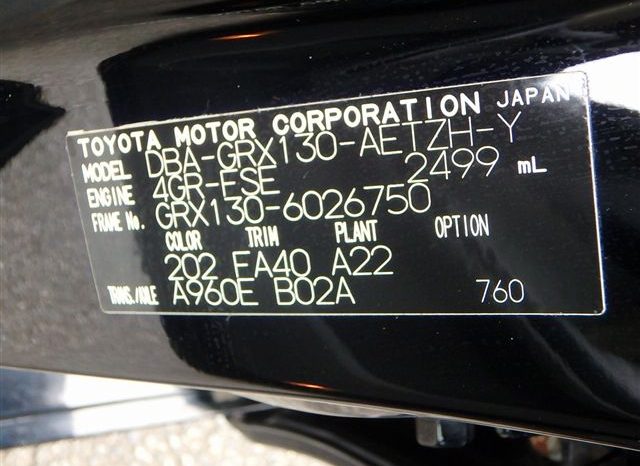 TOYOTA MOTOR CORPORATION JAPAN
MODEL DBA-GRX130-AETZH-Y
ENGINE 4GR-FSE 2499 mL
FRAME No. GRX130-6026750
COLOR TRIM PLANT OPTION
202 FA40 A22
TRANS./AXLE A960E B02A 760